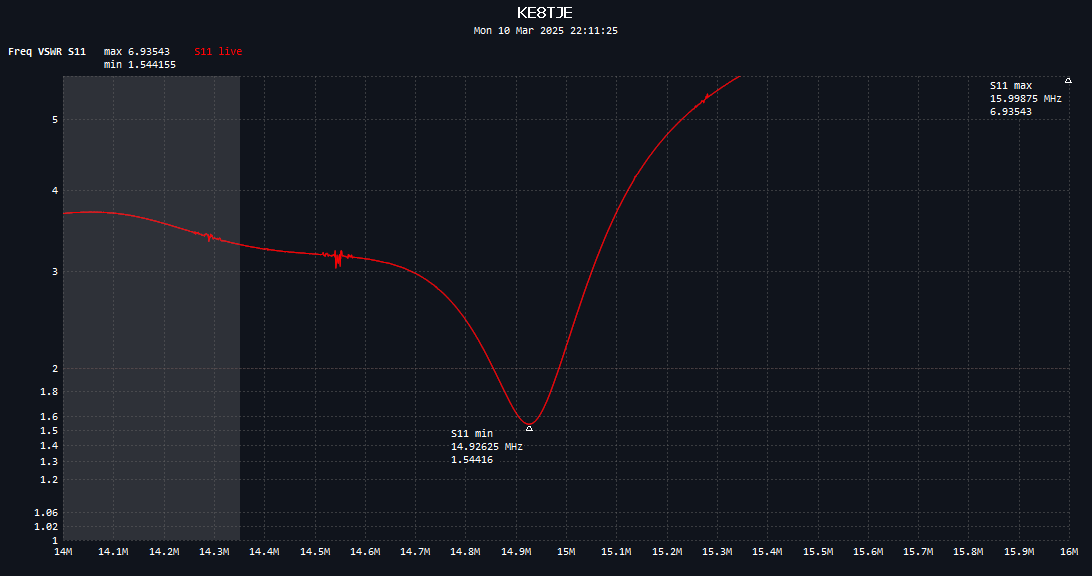 KE8TJE
Mon 10 Mar 2025 22:11:25
Freq VSWR S11 max 6.93543 S11 live
min 1.544155
S11 max
15.99875 MHz
6.93543
5
4
3
2
1.8
1.6
1.5
1.4
1.3
1.2
1.06
1.02
1
S11 min
14.92625 MHz
1.54416
14M 14.1M 14.2M 14.3M 14.4M 14.5M 14.6M 14.7M 14.8M 14.9M 15M 15.1M 15.2M 15.3M 15.4M 15.5M 15.6M 15.7M 15.8M 15.9M 16M